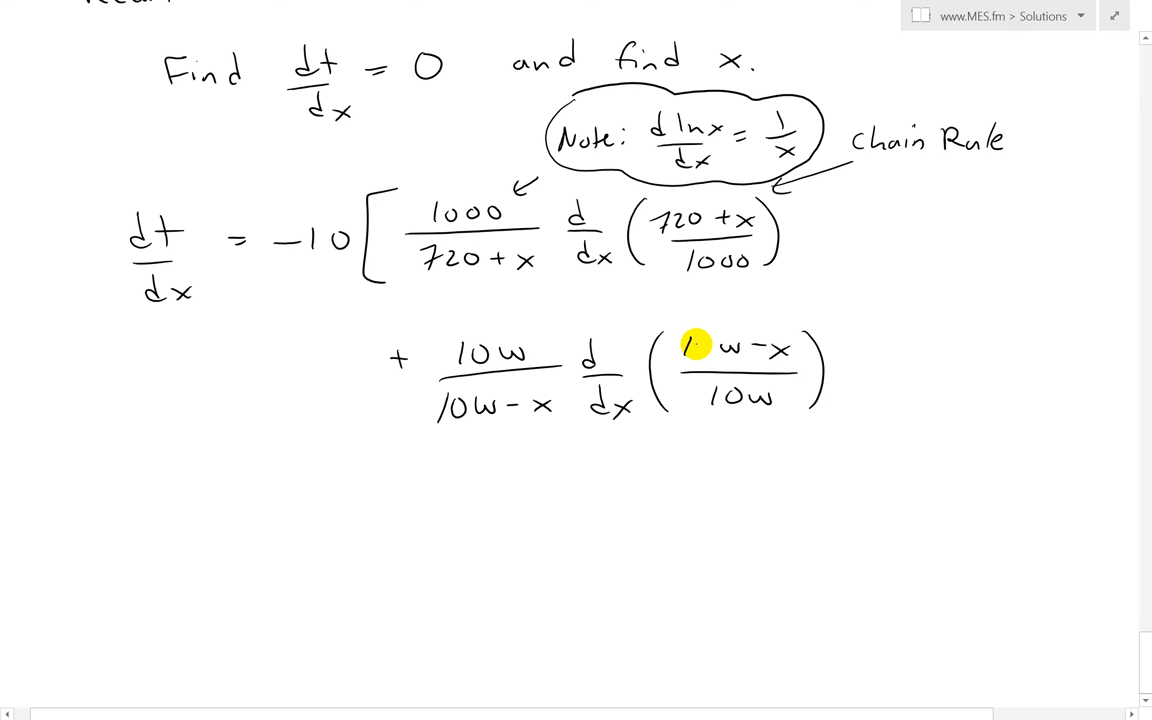 www.MES.fm > Solutions
Find dt/dx = 0 and find x.
Note: d ln x/dx = 1/x
Chain Rule
dt/dx = -10 [ 1000/(720 + x) d/dx ( (720 + x)/1000 )
+ 10w/(10w - x) d/dx ( (1 w - x)/10w )